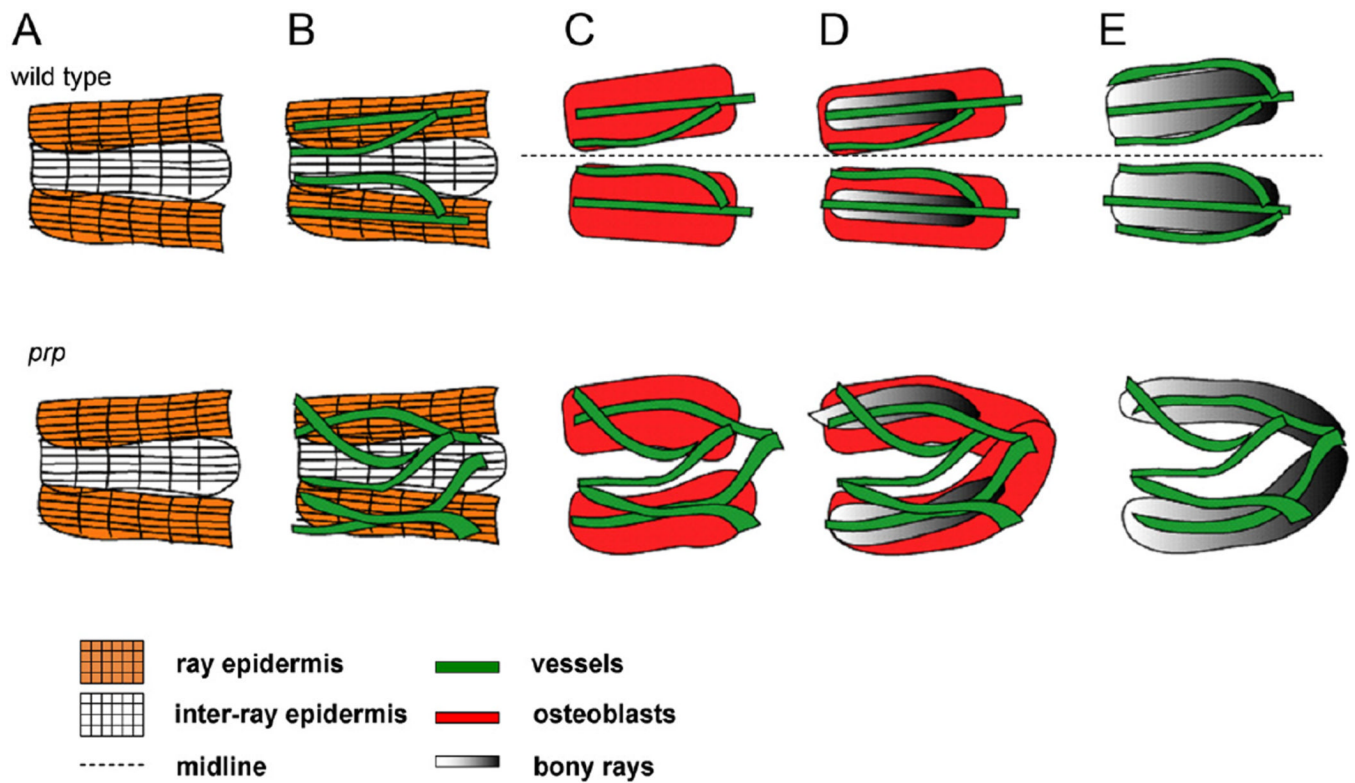 A B C D E
wild type
prp
ray epidermis vessels
inter-ray epidermis osteoblasts
midline bony rays